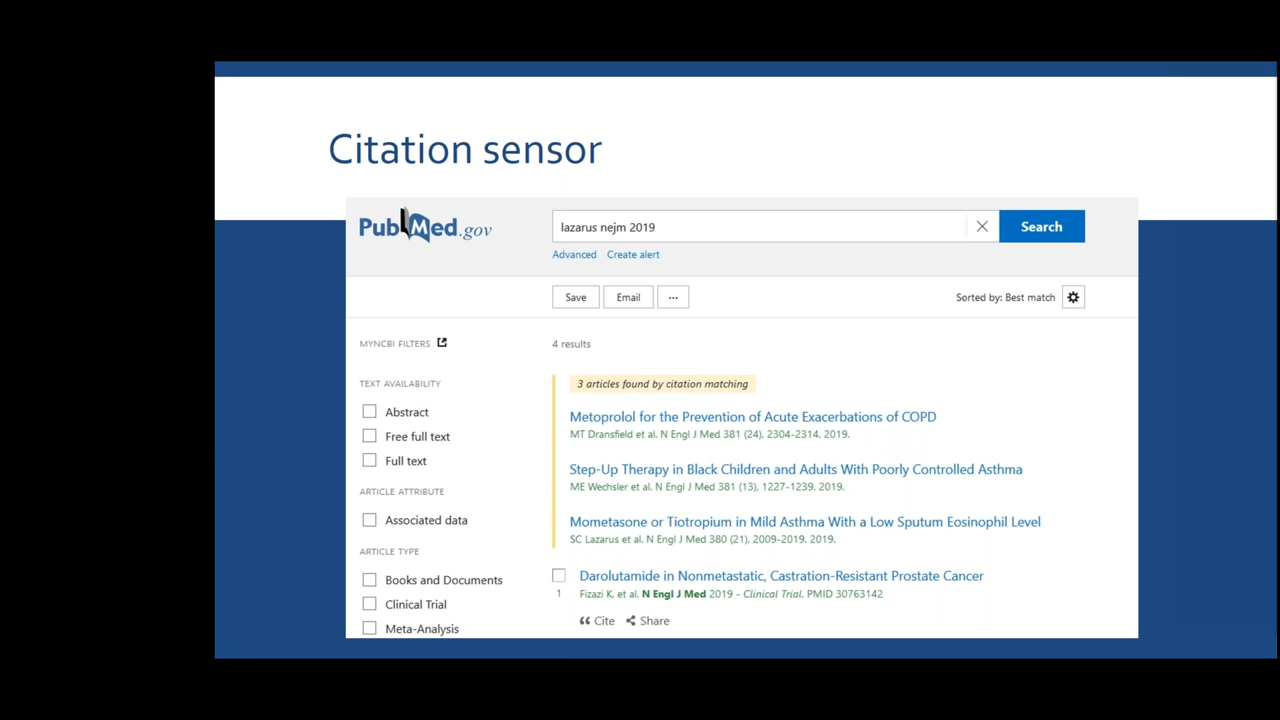 Citation sensor
PubMed.gov
lazarus nejm 2019
Search
Advanced Create alert
Save Email ... Sorted by: Best match
MYNCBI FILTERS
4 results
TEXT AVAILABILITY
Abstract
Free full text
Full text
ARTICLE ATTRIBUTE
Associated data
ARTICLE TYPE
Books and Documents
Clinical Trial
Meta-Analysis
3 articles found by citation matching
Metoprolol for the Prevention of Acute Exacerbations of COPD
MT Dransfield et al. N Engl J Med 381 (24), 2304-2314. 2019.
Step-Up Therapy in Black Children and Adults With Poorly Controlled Asthma
ME Wechsler et al. N Engl J Med 381 (13), 1227-1239. 2019.
Mometasone or Tiotropium in Mild Asthma With a Low Sputum Eosinophil Level
SC Lazarus et al. N Engl J Med 380 (21), 2009-2019. 2019.
Darolutamide in Nonmetastatic, Castration-Resistant Prostate Cancer
1 Fizazi K, et al. N Engl J Med 2019 - Clinical Trial. PMID 30763142
Cite Share